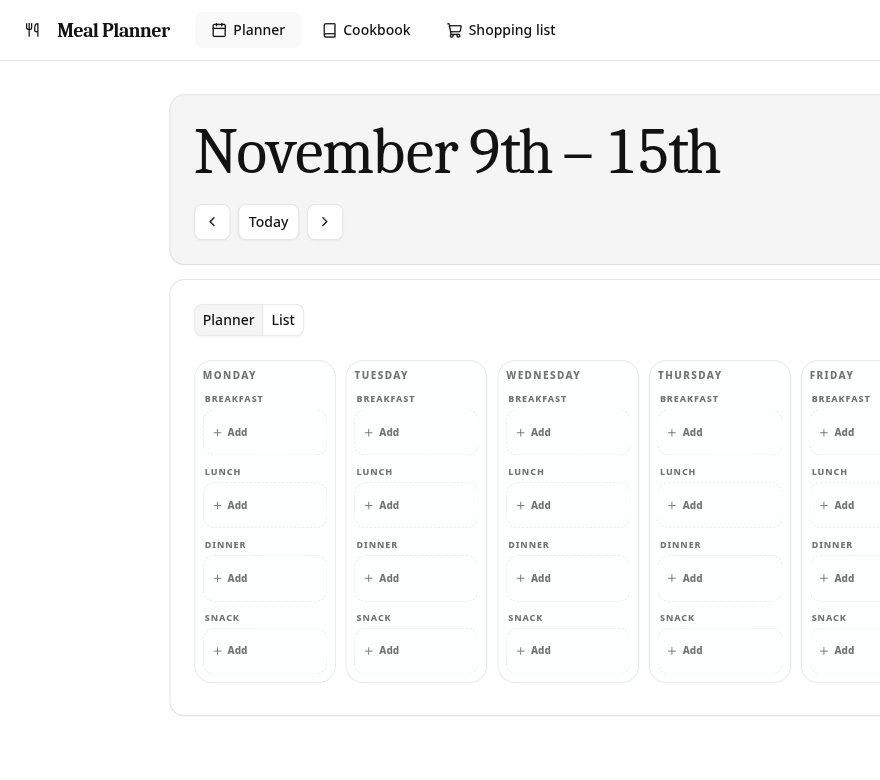 Meal Planner Planner Cookbook Shopping list
November 9th – 15th
Today
Planner List
MONDAY TUESDAY WEDNESDAY THURSDAY FRIDAY
BREAKFAST BREAKFAST BREAKFAST BREAKFAST BREAKFAST
+ Add + Add + Add + Add + Add
LUNCH LUNCH LUNCH LUNCH LUNCH
+ Add + Add + Add + Add + Add
DINNER DINNER DINNER DINNER DINNER
+ Add + Add + Add + Add + Add
SNACK SNACK SNACK SNACK SNACK
+ Add + Add + Add + Add + Add